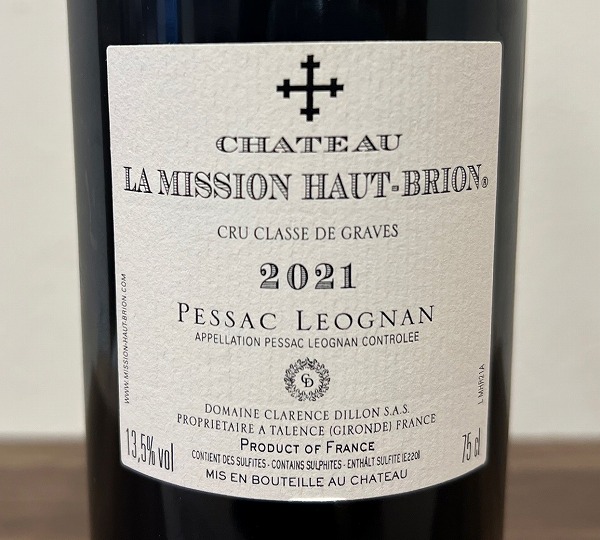 CHATEAU
LA MISSION HAUT-BRION®
CRU CLASSE DE GRAVES
2021
PESSAC LEOGNAN
APPELLATION PESSAC LEOGNAN CONTROLEE
CD
DOMAINE CLARENCE DILLON S.A.S.
PROPRIETAIRE A TALENCE (GIRONDE) FRANCE
PRODUCT OF FRANCE
13,5% vol
75 cl
CONTIENT DES SULFITES - CONTAINS SULPHITES - ENTHÄLT SULFITE (E220)
MIS EN BOUTEILLE AU CHATEAU
WWW.MISSION-HAUT-BRION.COM
L MHR21A